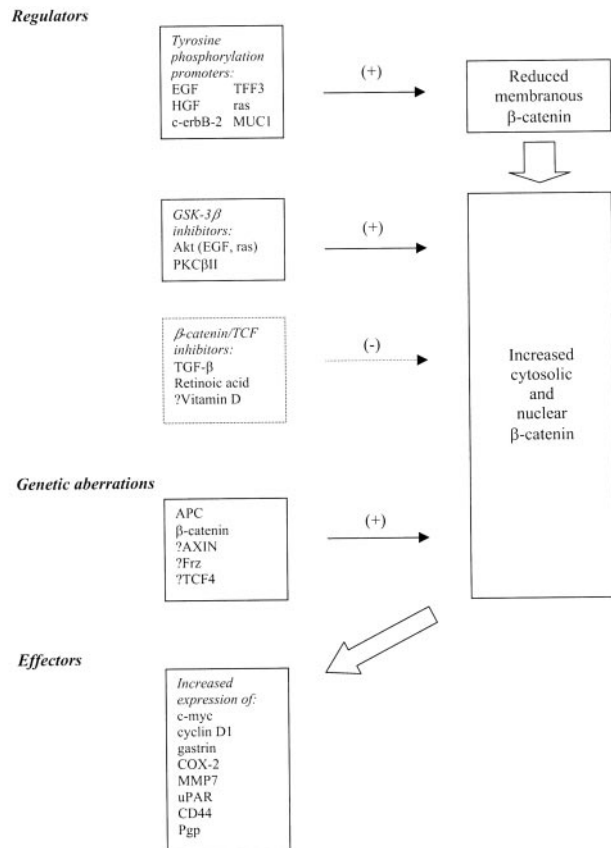 Regulators
Tyrosine
phosphorylation
promoters:
EGF TFF3
HGF ras
c-erbB-2 MUC1
(+)
Reduced
membranous
β-catenin
GSK-3β
inhibitors:
Akt (EGF, ras)
PKCβII
(+)
β-catenin/TCF
inhibitors:
TGF-β
Retinoic acid
?Vitamin D
(-)
Increased
cytosolic
and
nuclear
β-catenin
Genetic aberrations
APC
β-catenin
?AXIN
?Frz
?TCF4
(+)
Effectors
Increased
expression of:
c-myc
cyclin D1
gastrin
COX-2
MMP7
uPAR
CD44
Pgp